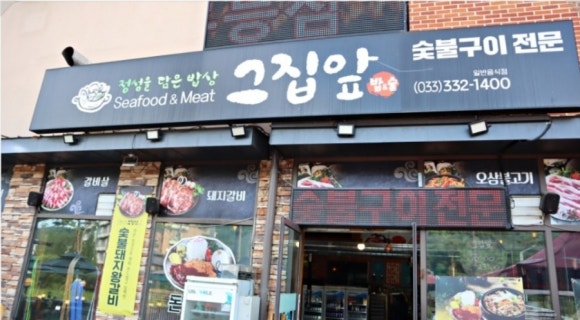 정성을 담은 밥상
Seafood & Meat
그집앞
밥&술
숯불구이 전문
일반음식점
(033) 332-1400
갈비살
돼지갈비
오삼불고기
숯불구이전문
숯불돼지왕갈비